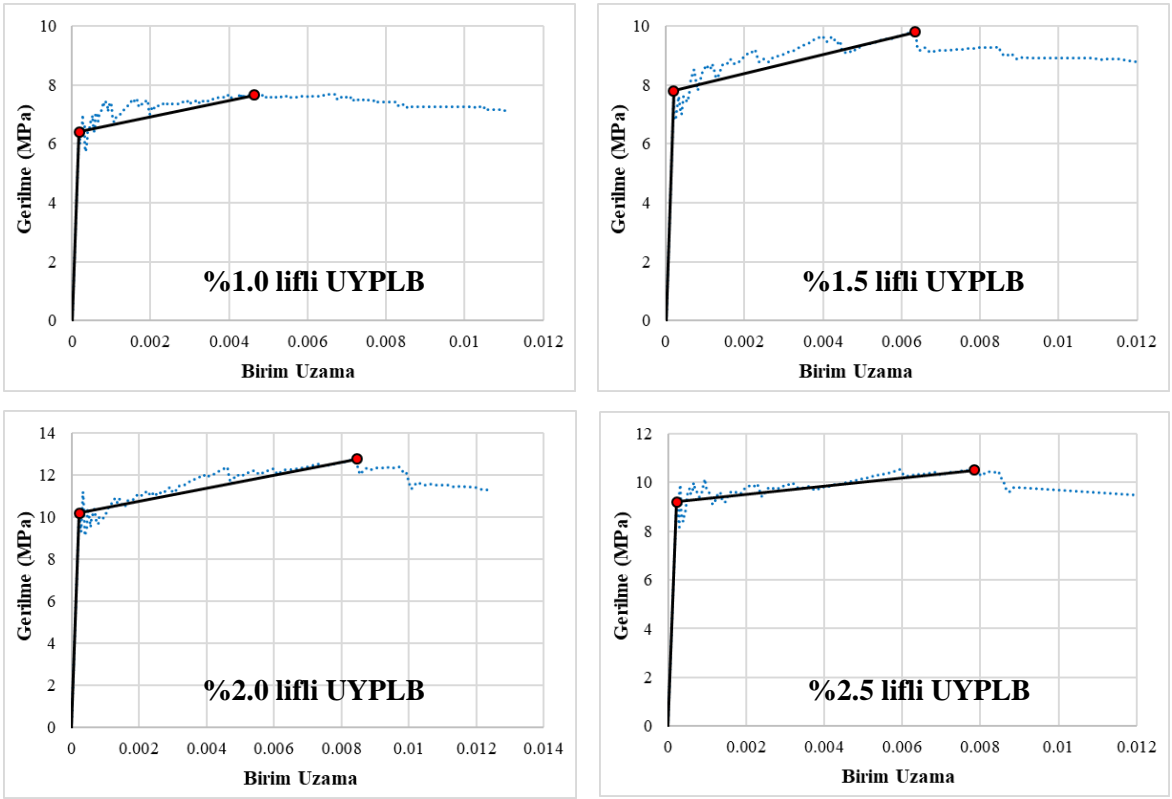 10
8
6
4
2
0
Gerilme (MPa)
%1.0 lifli UYPLB
0 0.002 0.004 0.006 0.008 0.01 0.012
Birim Uzama
10
8
6
4
2
0
Gerilme (MPa)
%1.5 lifli UYPLB
0 0.002 0.004 0.006 0.008 0.01 0.012
Birim Uzama
14
12
10
8
6
4
2
0
Gerilme (MPa)
%2.0 lifli UYPLB
0 0.002 0.004 0.006 0.008 0.01 0.012 0.014
Birim Uzama
12
10
8
6
4
2
0
Gerilme (MPa)
%2.5 lifli UYPLB
0 0.002 0.004 0.006 0.008 0.01 0.012
Birim Uzama